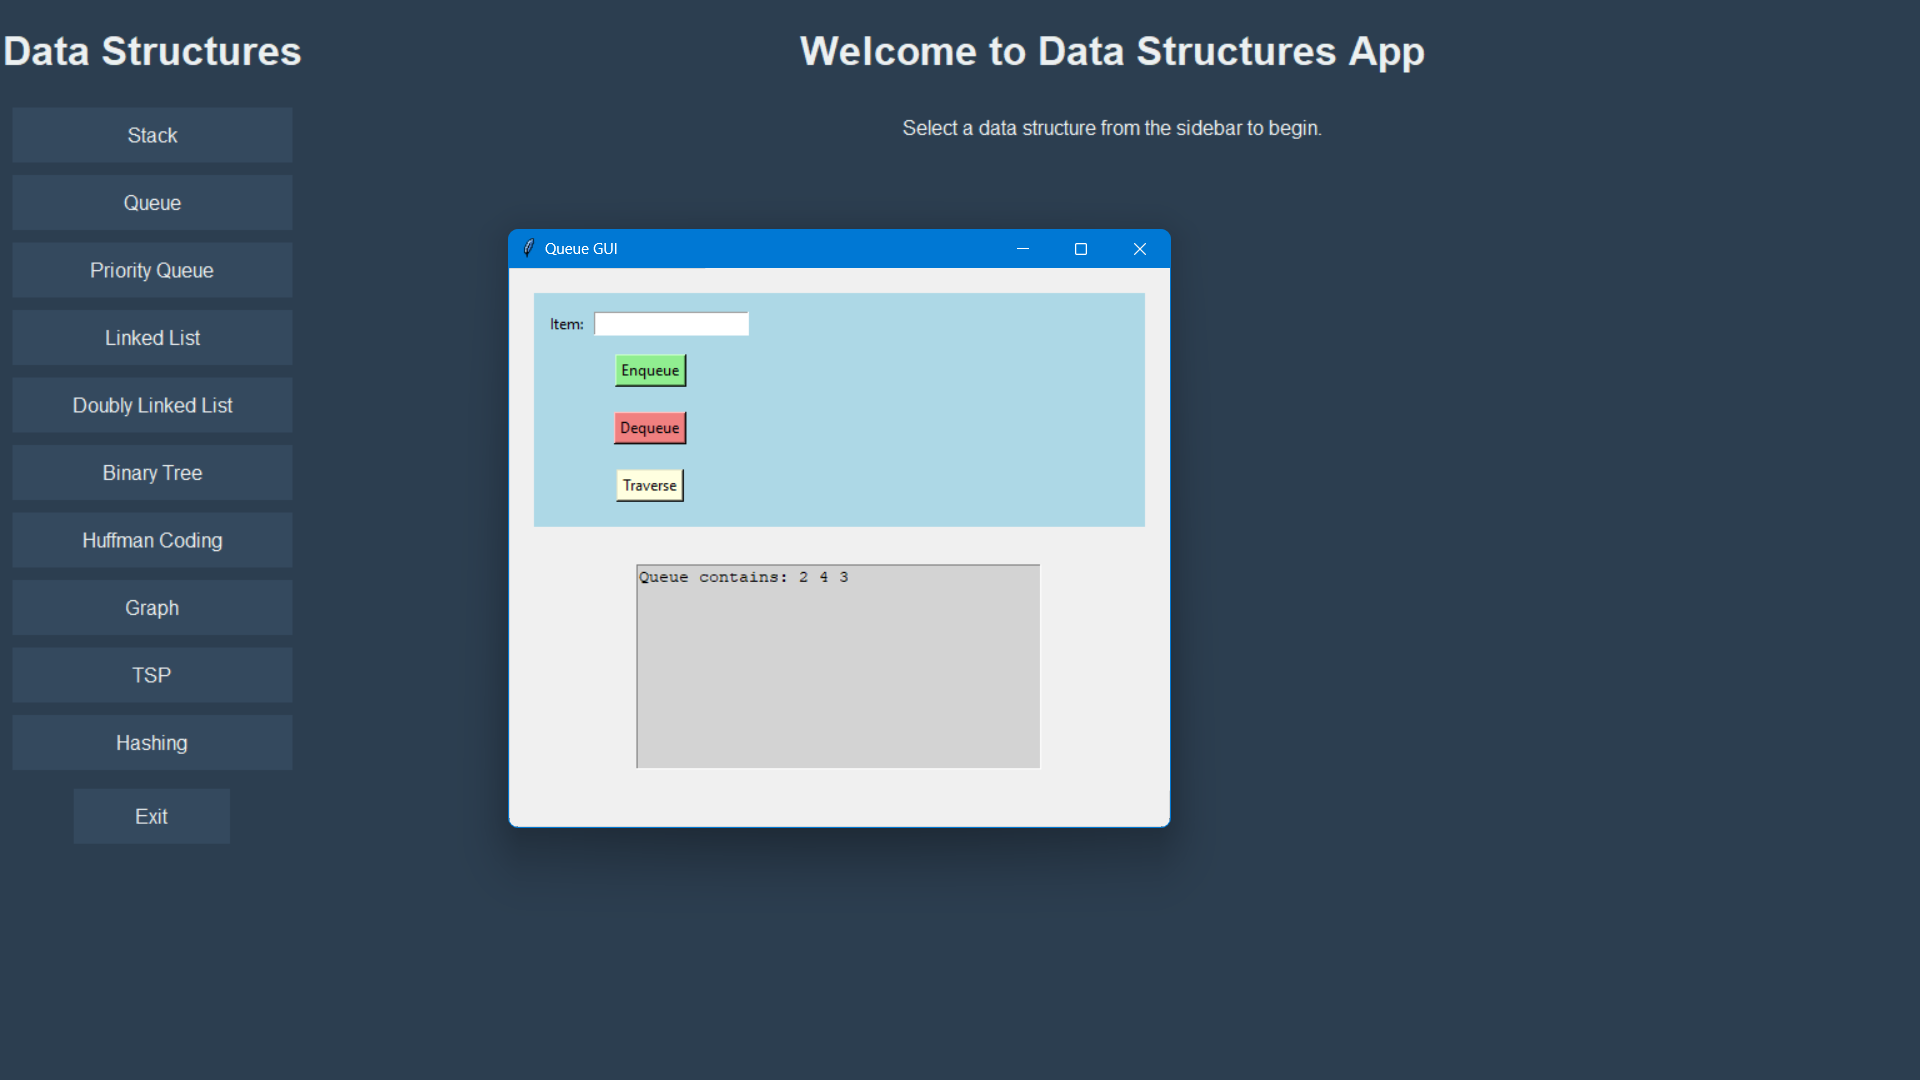 Data Structures
Stack
Queue
Priority Queue
Linked List
Doubly Linked List
Binary Tree
Huffman Coding
Graph
TSP
Hashing
Exit
Welcome to Data Structures App
Select a data structure from the sidebar to begin.
Queue GUI
Item:
Enqueue
Dequeue
Traverse
Queue contains: 2 4 3